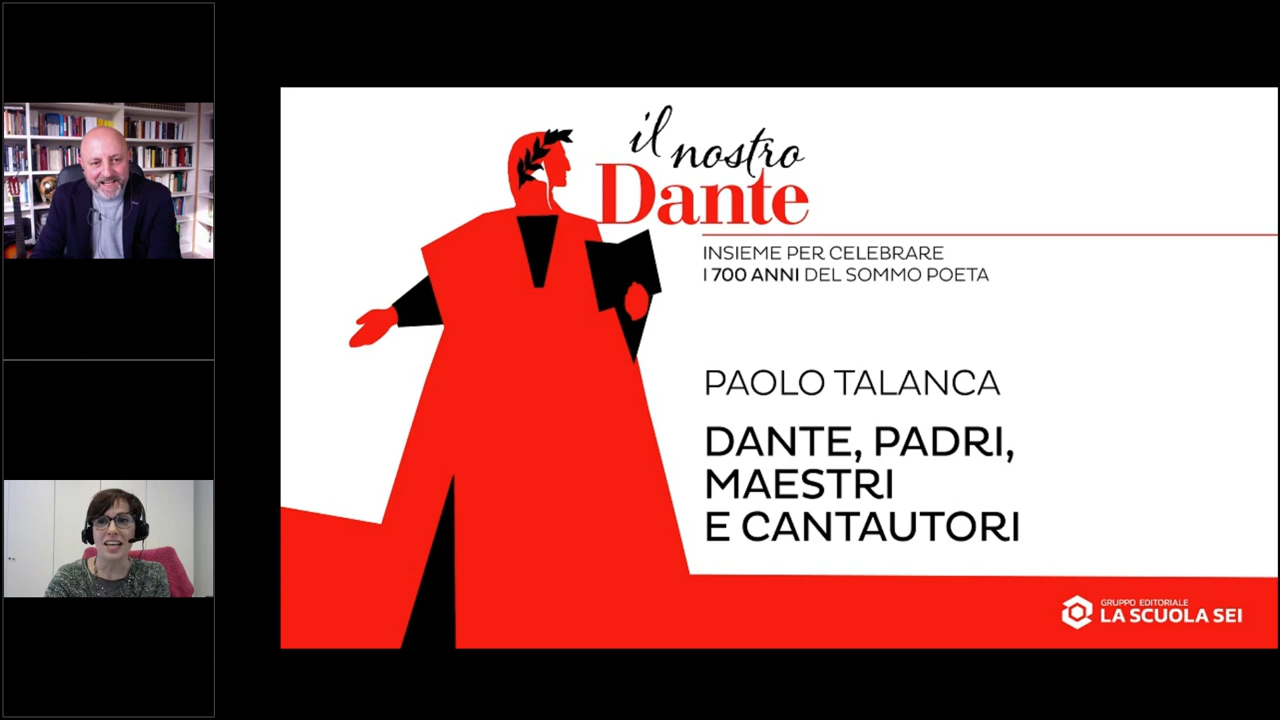 il nostro
Dante
INSIEME PER CELEBRARE
I 700 ANNI DEL SOMMO POETA
PAOLO TALANCA
DANTE, PADRI,
MAESTRI
E CANTAUTORI
GRUPPO EDITORIALE
LA SCUOLA SEI